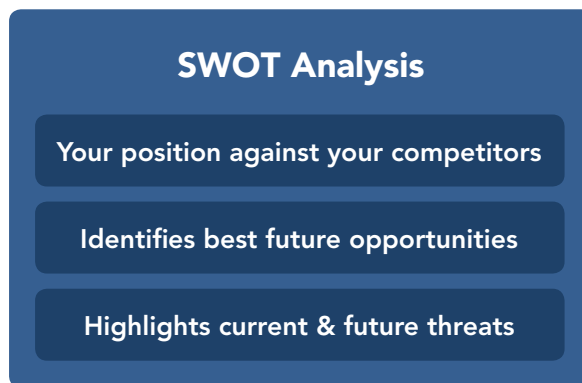 SWOT Analysis
Your position against your competitors
Identifies best future opportunities
Highlights current & future threats